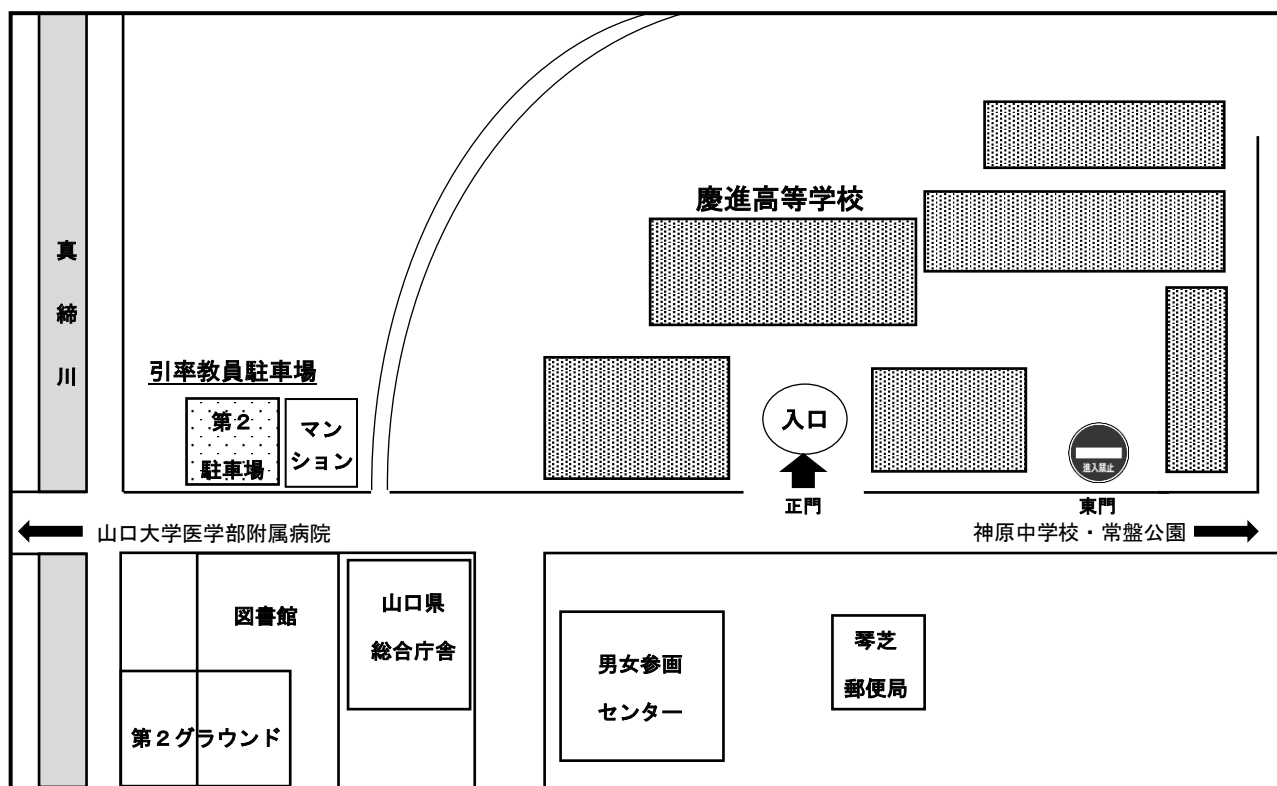 慶進高等学校
真
締
川
引率教員駐車場
第２
駐車場
マン
ション
入口
進入禁止
正門
東門
山口大学医学部附属病院
神原中学校・常盤公園
図書館
山口県
総合庁舎
第２グラウンド
男女参画
センター
琴芝
郵便局